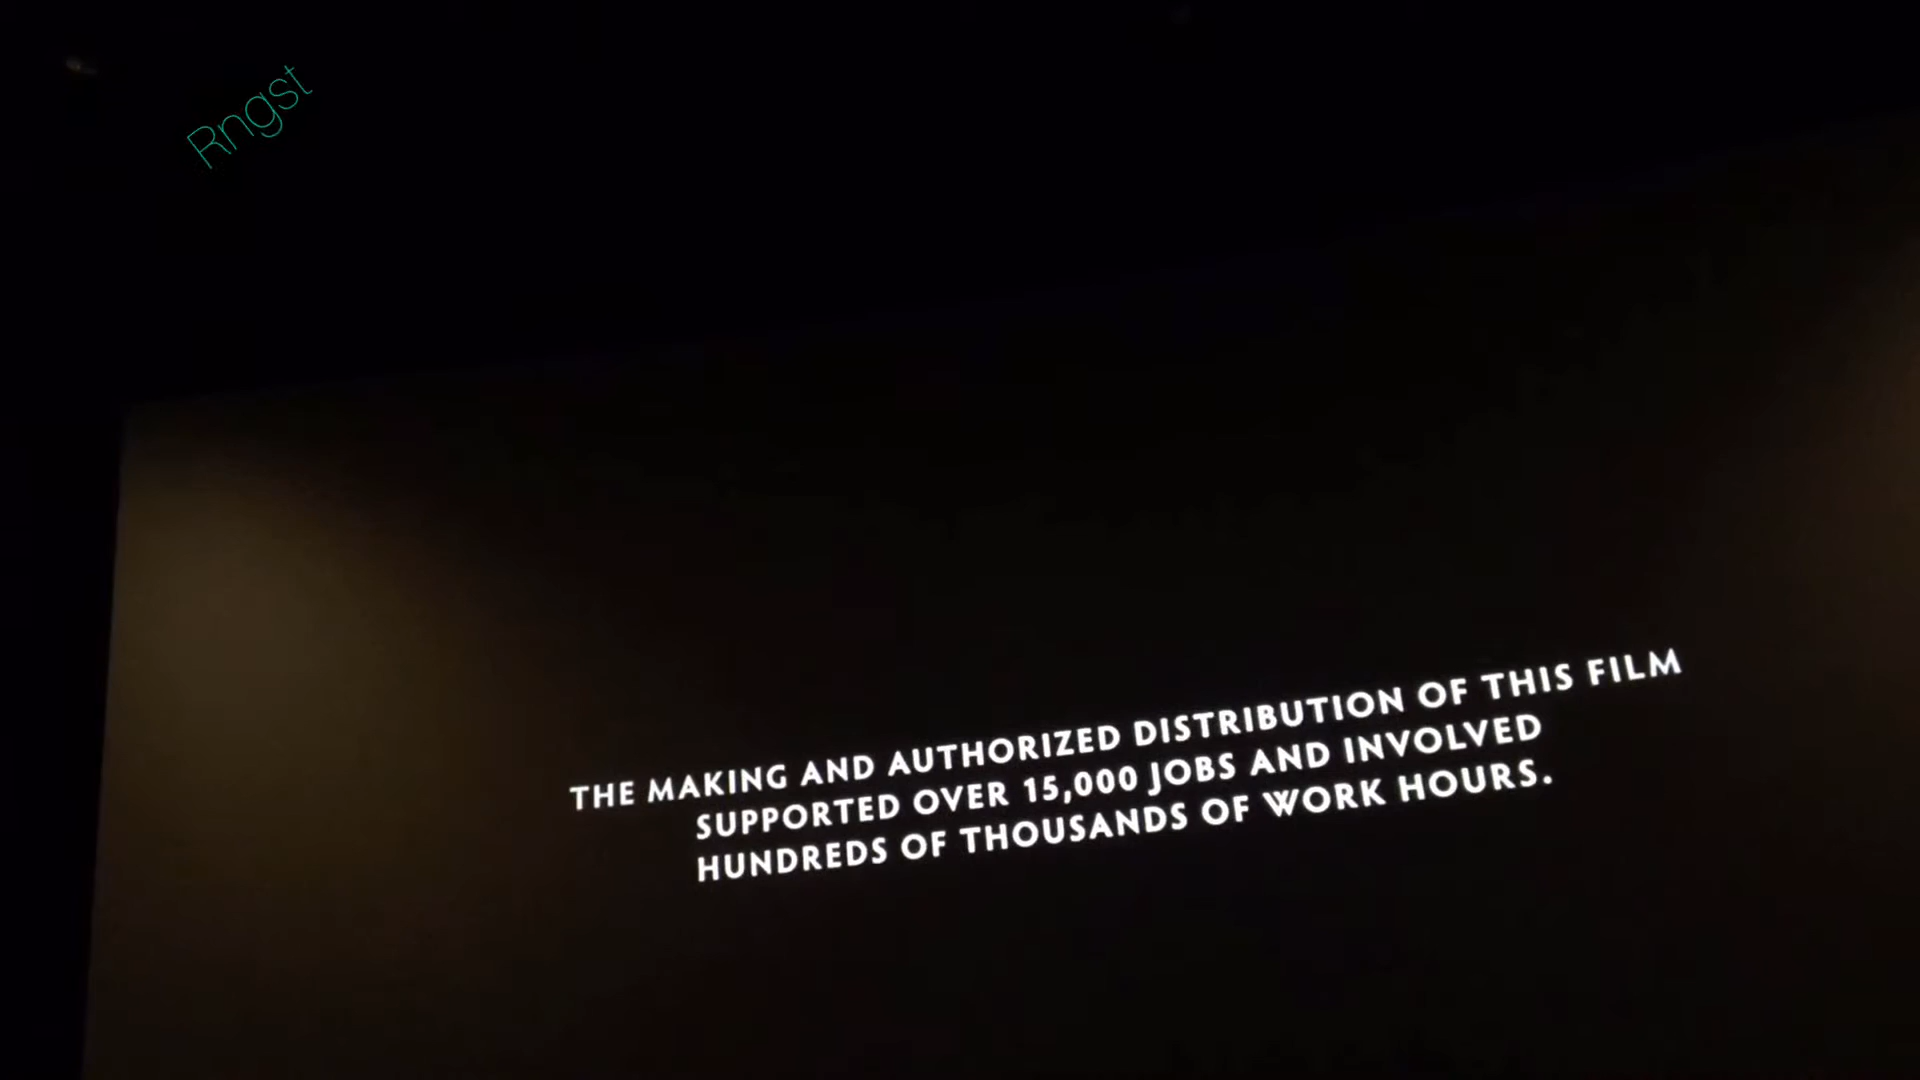 Rngst
THE MAKING AND AUTHORIZED DISTRIBUTION OF THIS FILM
SUPPORTED OVER 15,000 JOBS AND INVOLVED
HUNDREDS OF THOUSANDS OF WORK HOURS.